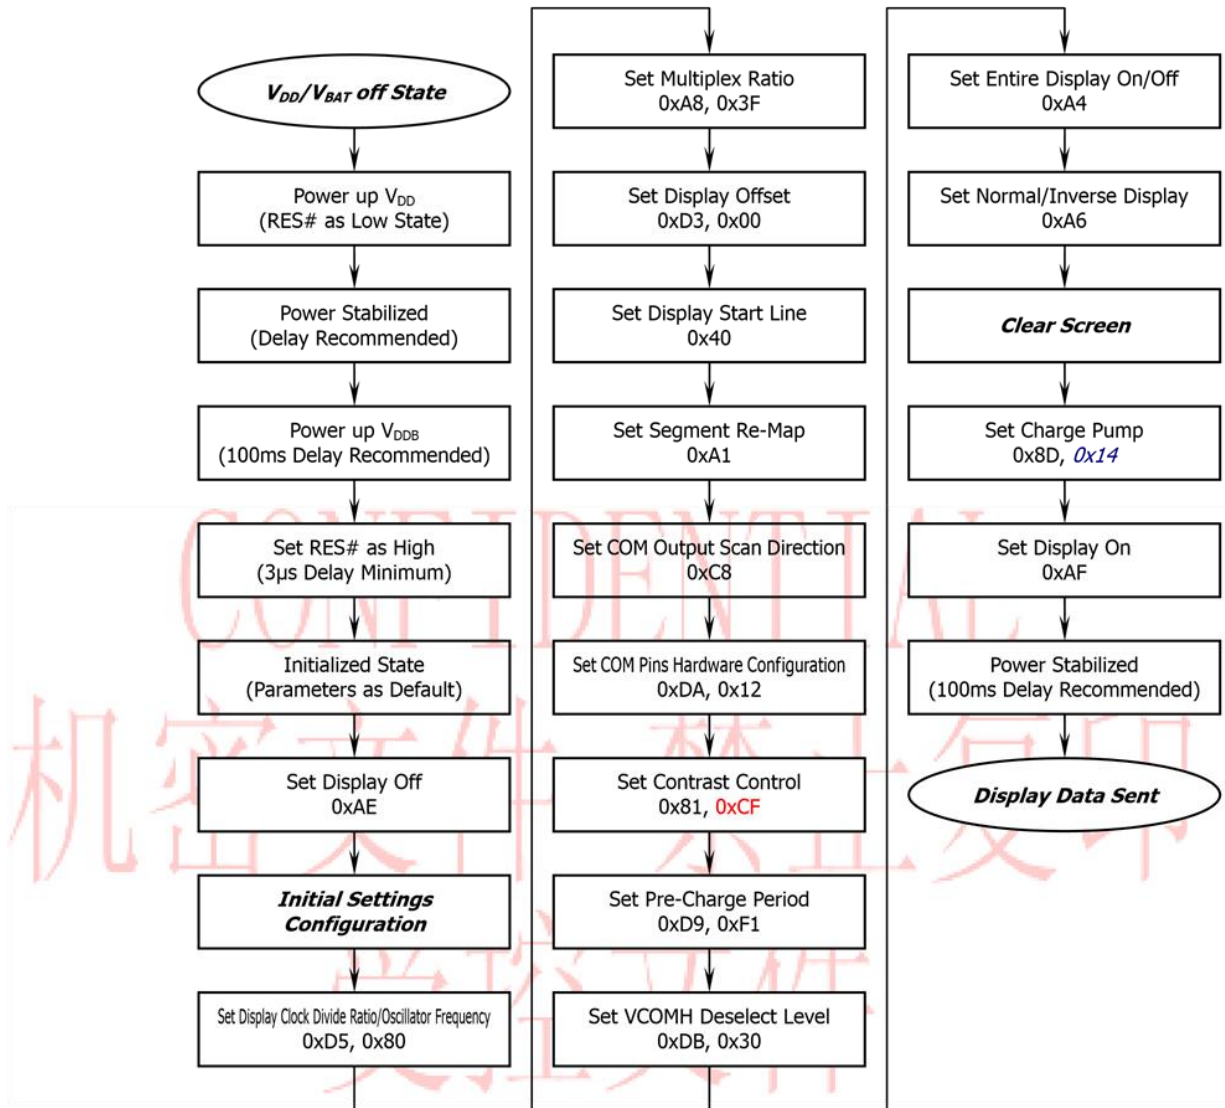 V_DD/V_BAT off State
Power up V_DD
(RES# as Low State)
Power Stabilized
(Delay Recommended)
Power up V_DDB
(100ms Delay Recommended)
Set RES# as High
(3μs Delay Minimum)
Initialized State
(Parameters as Default)
Set Display Off
0xAE
Initial Settings
Configuration
Set Display Clock Divide Ratio/Oscillator Frequency
0xD5, 0x80
Set Multiplex Ratio
0xA8, 0x3F
Set Display Offset
0xD3, 0x00
Set Display Start Line
0x40
Set Segment Re-Map
0xA1
Set COM Output Scan Direction
0xC8
Set COM Pins Hardware Configuration
0xDA, 0x12
Set Contrast Control
0x81, 0xCF
Set Pre-Charge Period
0xD9, 0xF1
Set VCOMH Deselect Level
0xDB, 0x30
Set Entire Display On/Off
0xA4
Set Normal/Inverse Display
0xA6
Clear Screen
Set Charge Pump
0x8D, 0x14
Set Display On
0xAF
Power Stabilized
(100ms Delay Recommended)
Display Data Sent
CONFIDENTIAL
机密文件 禁止复印
受控文件